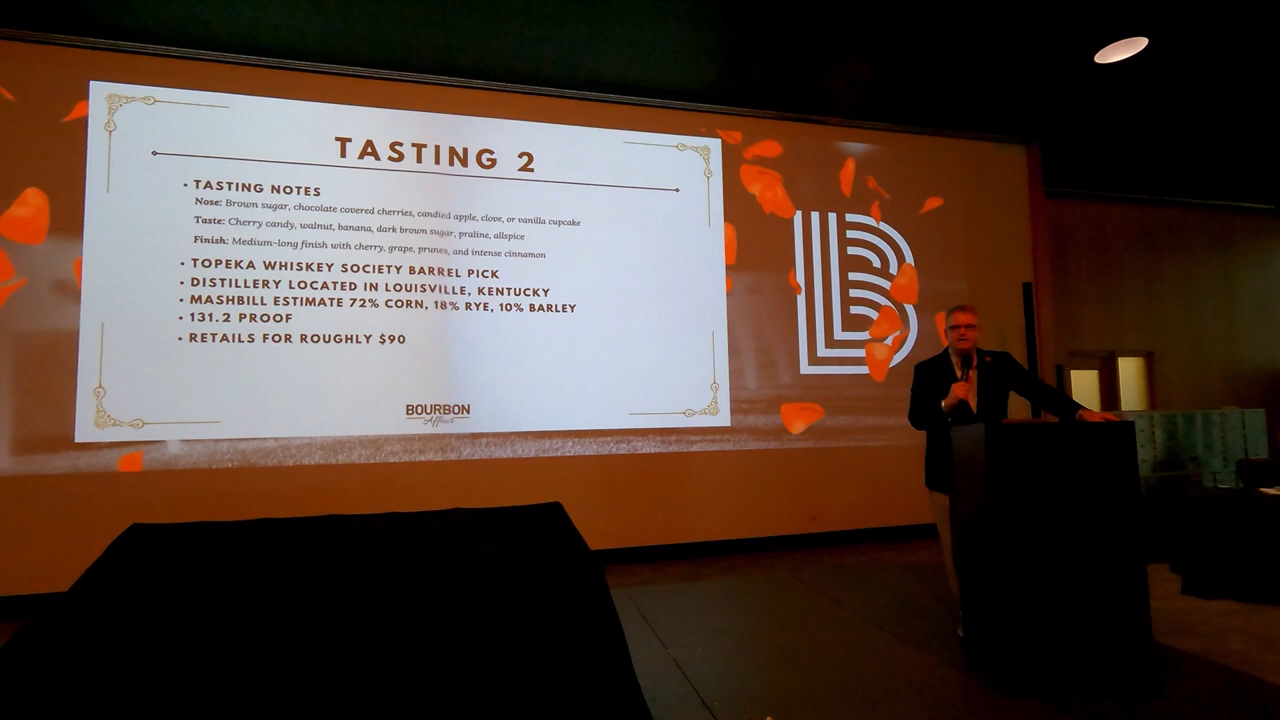 TASTING 2
• TASTING NOTES
Nose: Brown sugar, chocolate covered cherries, candied apple, clove, or vanilla cupcake
Taste: Cherry candy, walnut, banana, dark brown sugar, praline, allspice
Finish: Medium-long finish with cherry, grape, prunes, and intense cinnamon
• TOPEKA WHISKEY SOCIETY BARREL PICK
• DISTILLERY LOCATED IN LOUISVILLE, KENTUCKY
• MASHBILL ESTIMATE 72% CORN, 18% RYE, 10% BARLEY
• 131.2 PROOF
• RETAILS FOR ROUGHLY $90
BOURBON
Affair
B